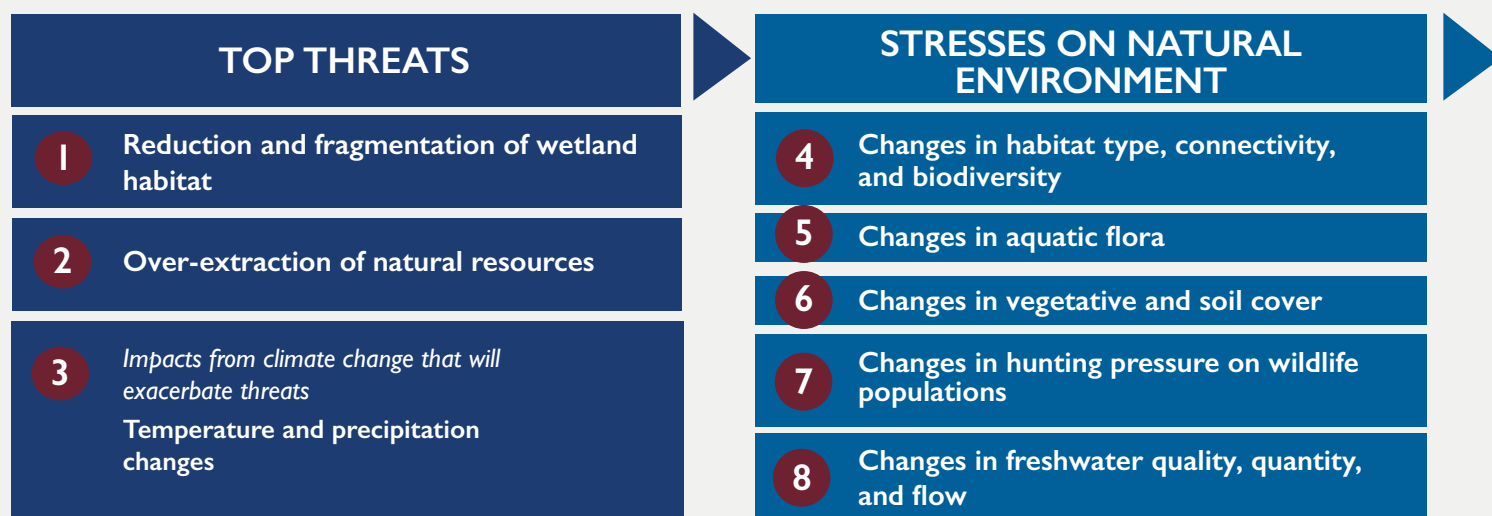 TOP THREATS
1
Reduction and fragmentation of wetland
habitat
2
Over-extraction of natural resources
3
Impacts from climate change that will
exacerbate threats
Temperature and precipitation
changes
STRESSES ON NATURAL
ENVIRONMENT
4
Changes in habitat type, connectivity,
and biodiversity
5
Changes in aquatic flora
6
Changes in vegetative and soil cover
7
Changes in hunting pressure on wildlife
populations
8
Changes in freshwater quality, quantity,
and flow